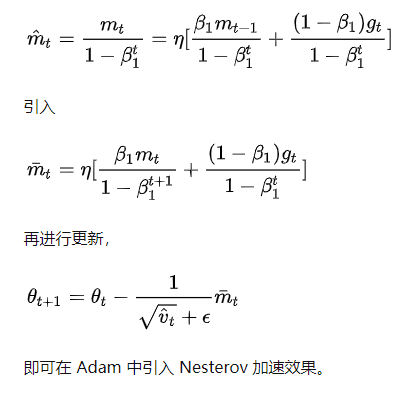 $\hat{m}_t = \frac{m_t}{1-\beta_1^t} = \eta[\frac{\beta_1 m_{t-1}}{1-\beta_1^t} + \frac{(1-\beta_1)g_t}{1-\beta_1^t}]$
引入
$\bar{m}_t = \eta[\frac{\beta_1 m_t}{1-\beta_1^{t+1}} + \frac{(1-\beta_1)g_t}{1-\beta_1^t}]$
再进行更新，
$\theta_{t+1} = \theta_t - \frac{1}{\sqrt{\hat{v}_t}+\epsilon}\bar{m}_t$
即可在 Adam 中引入 Nesterov 加速效果。